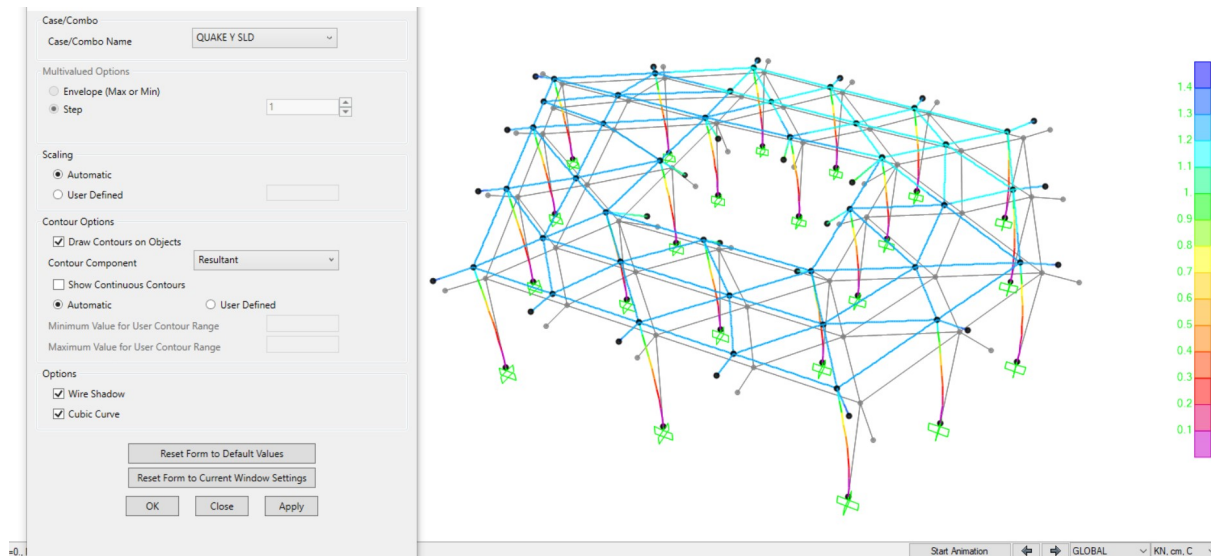 Case/Combo
Case/Combo Name QUAKE Y SLD
Multivalued Options
Envelope (Max or Min)
Step 1
Scaling
Automatic
User Defined
Contour Options
Draw Contours on Objects
Contour Component Resultant
Show Continuous Contours
Automatic User Defined
Minimum Value for User Contour Range
Maximum Value for User Contour Range
Options
Wire Shadow
Cubic Curve
Reset Form to Default Values
Reset Form to Current Window Settings
OK Close Apply
1.4
1.3
1.2
1.1
1
0.9
0.8
0.7
0.6
0.5
0.4
0.3
0.2
0.1
Start Animation GLOBAL KN, cm, C